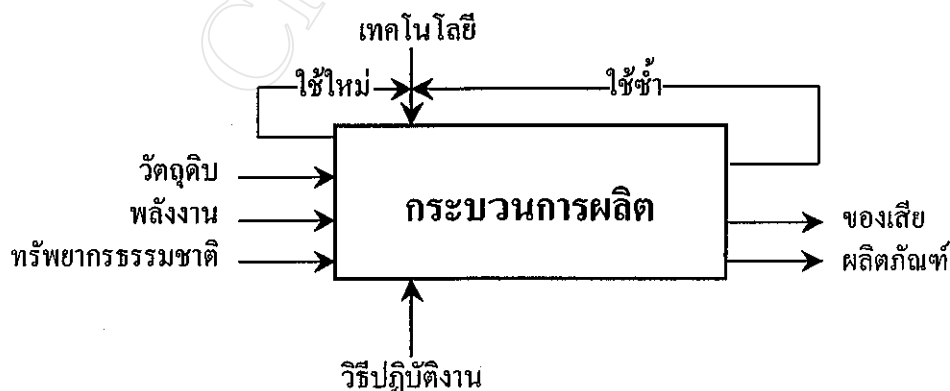 เทคโนโลยี
ใช้ใหม่
ใช้ซ้ำ
วัตถุดิบ
พลังงาน
ทรัพยากรธรรมชาติ
กระบวนการผลิต
ของเสีย
ผลิตภัณฑ์
วิธีปฏิบัติงาน